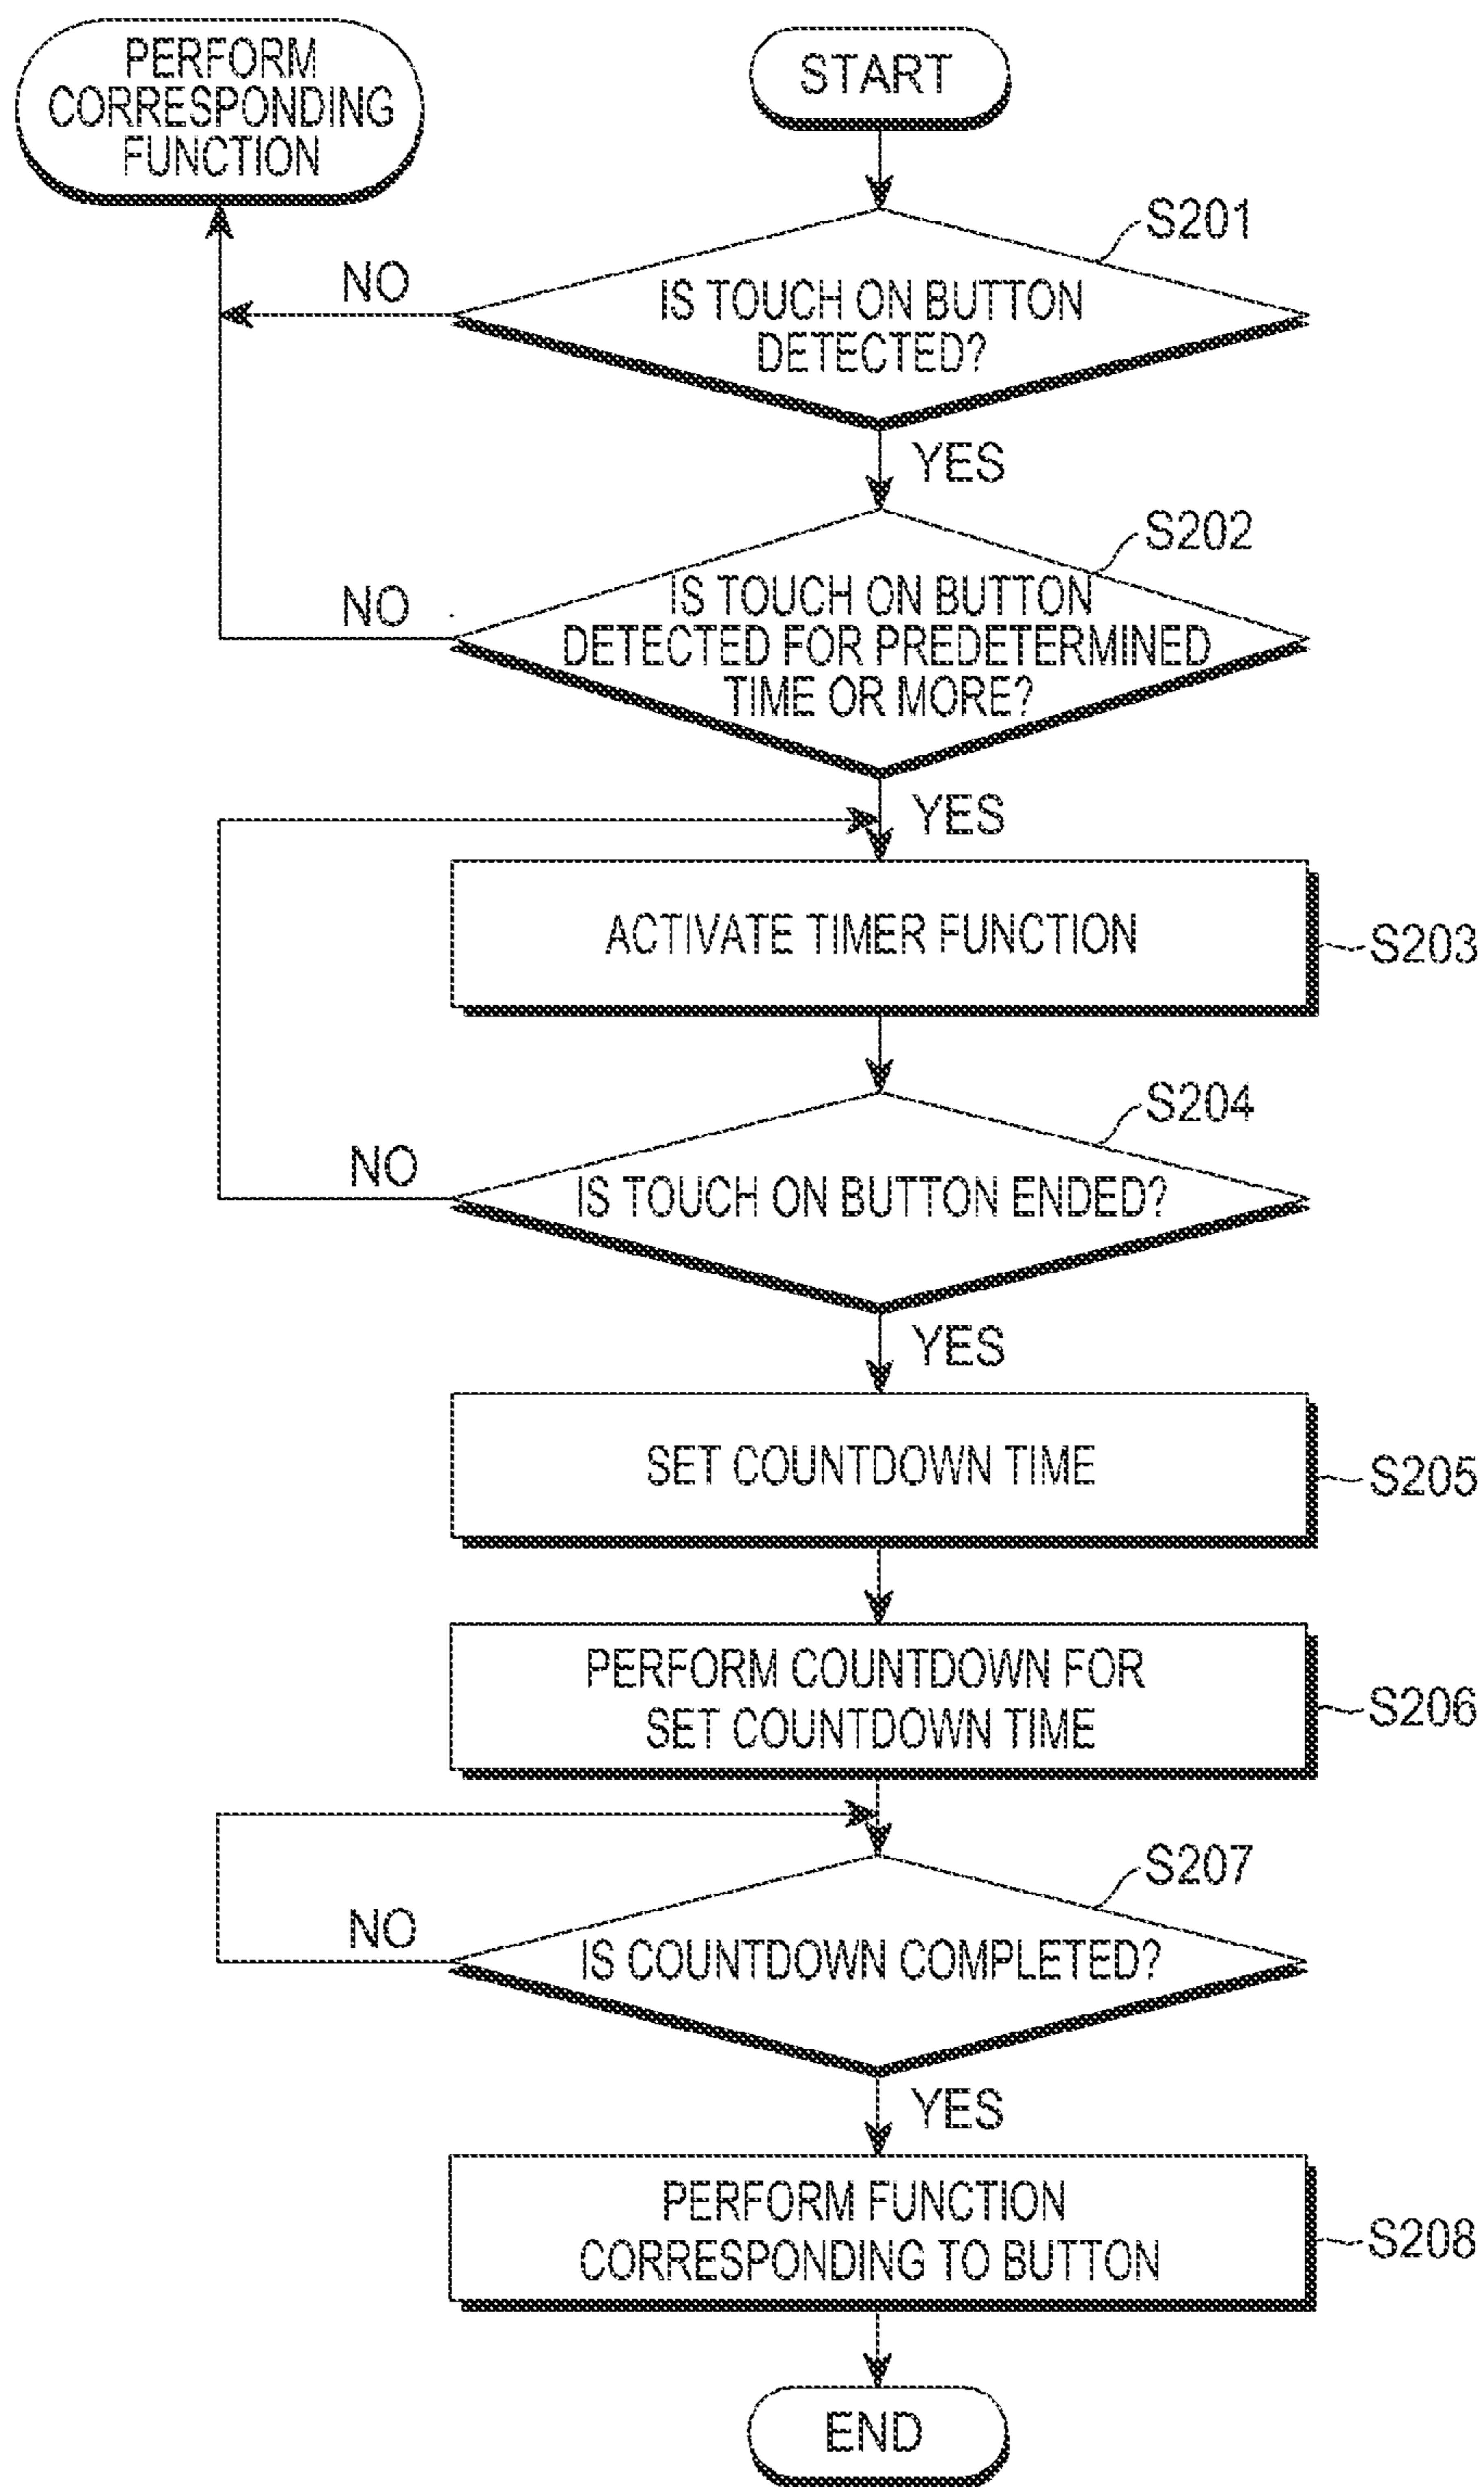 PERFORM
CORRESPONDING
FUNCTION
START
S201
NO
IS TOUCH ON BUTTON
DETECTED?
YES
S202
NO
IS TOUCH ON BUTTON
DETECTED FOR PREDETERMINED
TIME OR MORE?
YES
ACTIVATE TIMER FUNCTION
S203
S204
NO
IS TOUCH ON BUTTON ENDED?
YES
SET COUNTDOWN TIME
S205
PERFORM COUNTDOWN FOR
SET COUNTDOWN TIME
S206
S207
NO
IS COUNTDOWN COMPLETED?
YES
PERFORM FUNCTION
CORRESPONDING TO BUTTON
S208
END